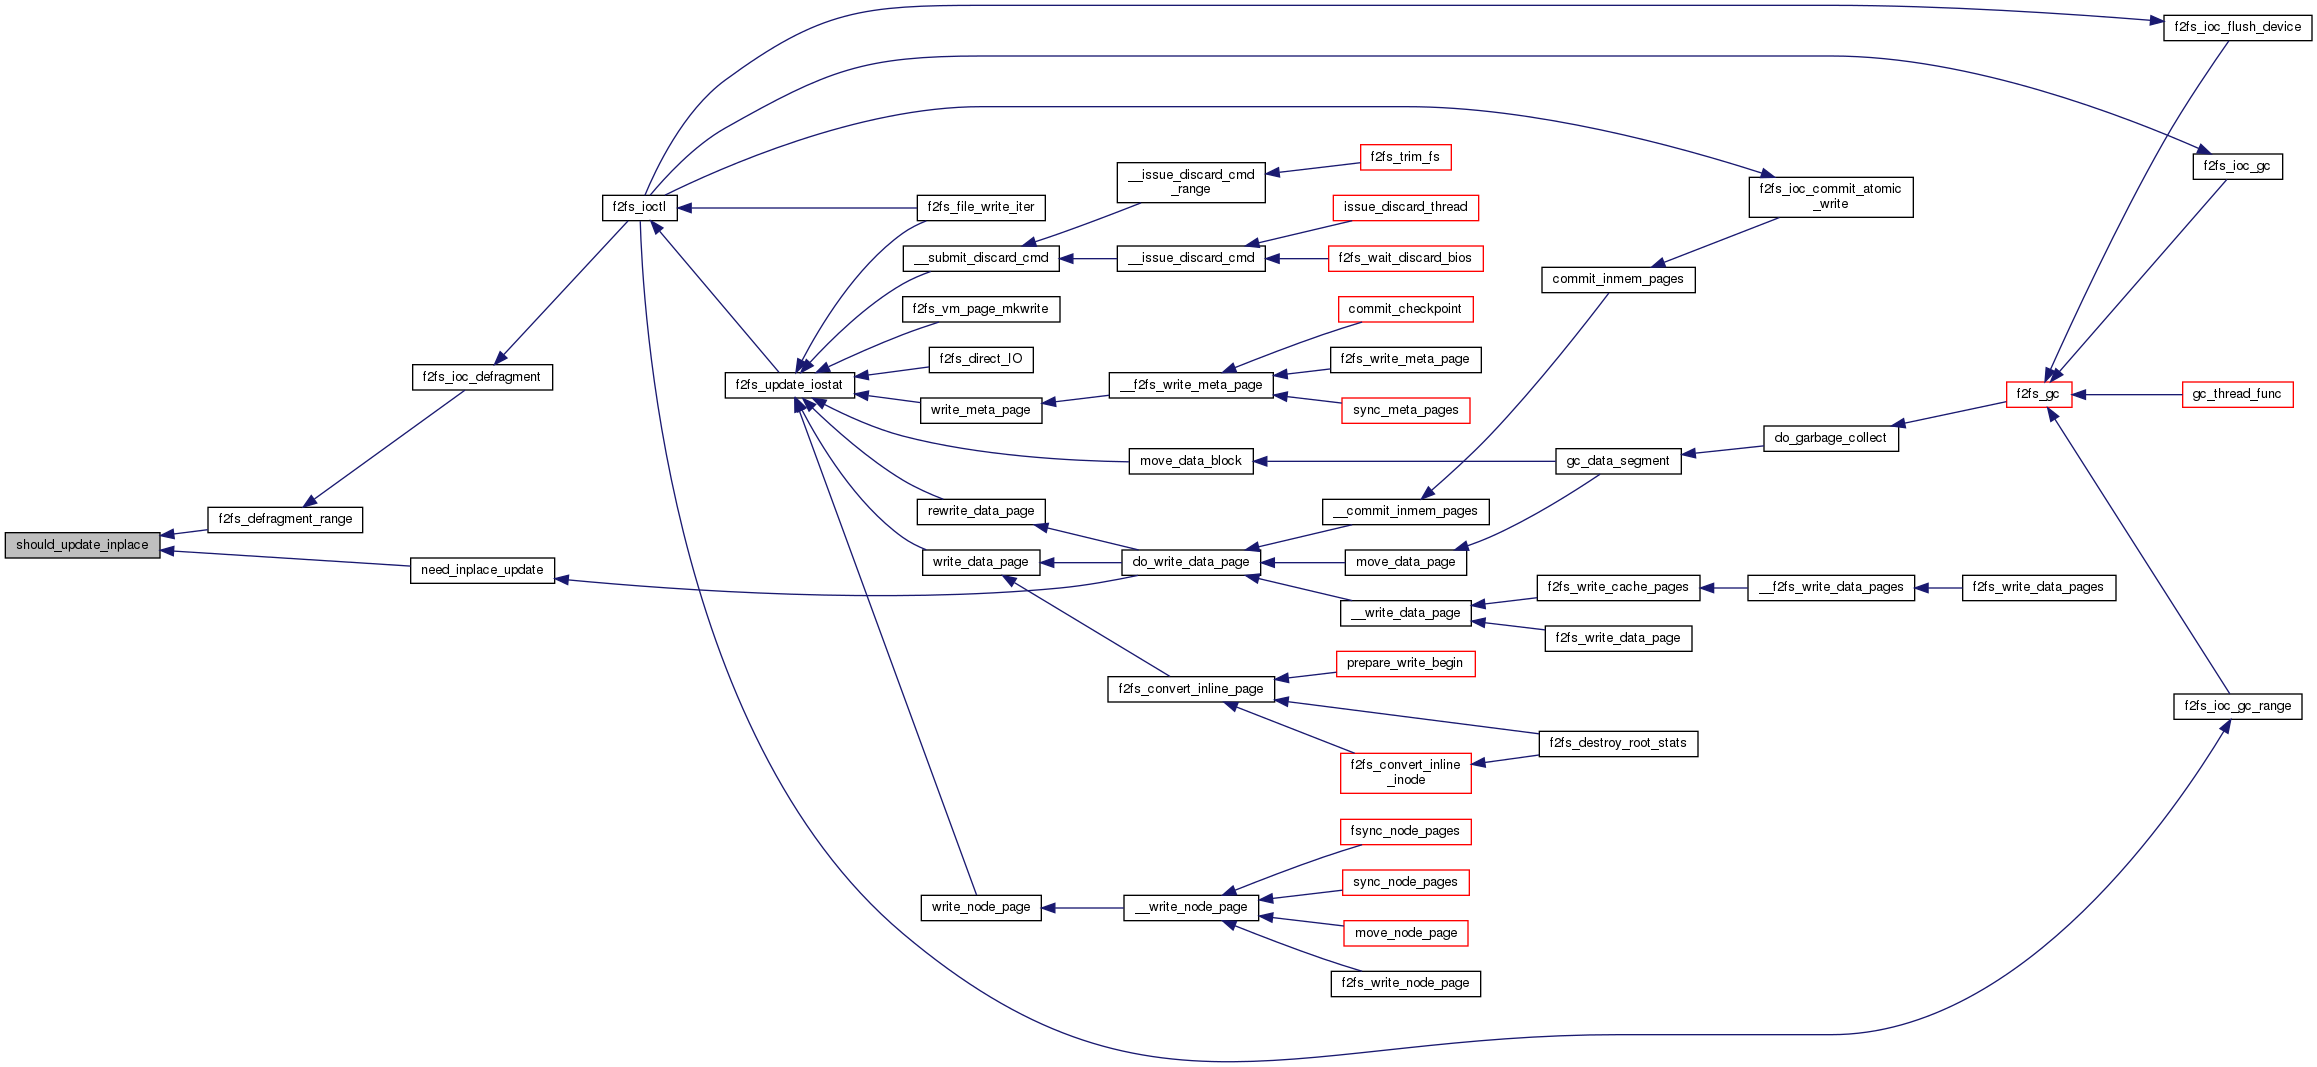 f2fs_ioc_flush_device
f2fs_trim_fs
__issue_discard_cmd
_range
f2fs_ioc_gc
f2fs_ioc_commit_atomic
_write
f2fs_ioctl
f2fs_file_write_iter
issue_discard_thread
__submit_discard_cmd
__issue_discard_cmd
f2fs_wait_discard_bios
commit_inmem_pages
f2fs_vm_page_mkwrite
commit_checkpoint
f2fs_direct_IO
f2fs_write_meta_page
f2fs_ioc_defragment
f2fs_update_iostat
__f2fs_write_meta_page
f2fs_gc
gc_thread_func
write_meta_page
sync_meta_pages
do_garbage_collect
move_data_block
gc_data_segment
f2fs_defragment_range
rewrite_data_page
__commit_inmem_pages
should_update_inplace
need_inplace_update
write_data_page
do_write_data_page
move_data_page
f2fs_write_cache_pages
__f2fs_write_data_pages
f2fs_write_data_pages
__write_data_page
f2fs_write_data_page
prepare_write_begin
f2fs_convert_inline_page
f2fs_ioc_gc_range
f2fs_destroy_root_stats
f2fs_convert_inline
_inode
fsync_node_pages
sync_node_pages
write_node_page
__write_node_page
move_node_page
f2fs_write_node_page